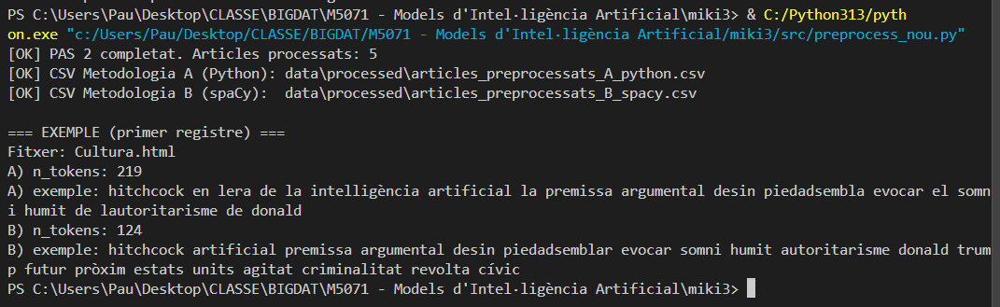 PS C:\Users\Pau\Desktop\CLASSE\BIGDAT\M5071 - Models d'Intel·ligència Artificial\miki3> & C:/Python313/pyth
on.exe "c:/Users/Pau/Desktop/CLASSE/BIGDAT/M5071 - Models d'Intel·ligència Artificial/miki3/src/preprocess_nou.py"
[OK] PAS 2 completat. Articles processats: 5
[OK] CSV Metodologia A (Python): data\processed\articles_preprocessats_A_python.csv
[OK] CSV Metodologia B (spaCy):  data\processed\articles_preprocessats_B_spacy.csv

=== EXEMPLE (primer registre) ===
Fitxer: Cultura.html
A) n_tokens: 219
A) exemple: hitchcock en lera de la intelligència artificial la premissa argumental desin piedadsembla evocar el somn
i humit de lautoritarisme de donald
B) n_tokens: 124
B) exemple: hitchcock artificial premissa argumental desin piedadsemblar evocar somni humit autoritarisme donald trum
p futur pròxim estats units agitat criminalitat revolta cívic
PS C:\Users\Pau\Desktop\CLASSE\BIGDAT\M5071 - Models d'Intel·ligència Artificial\miki3>